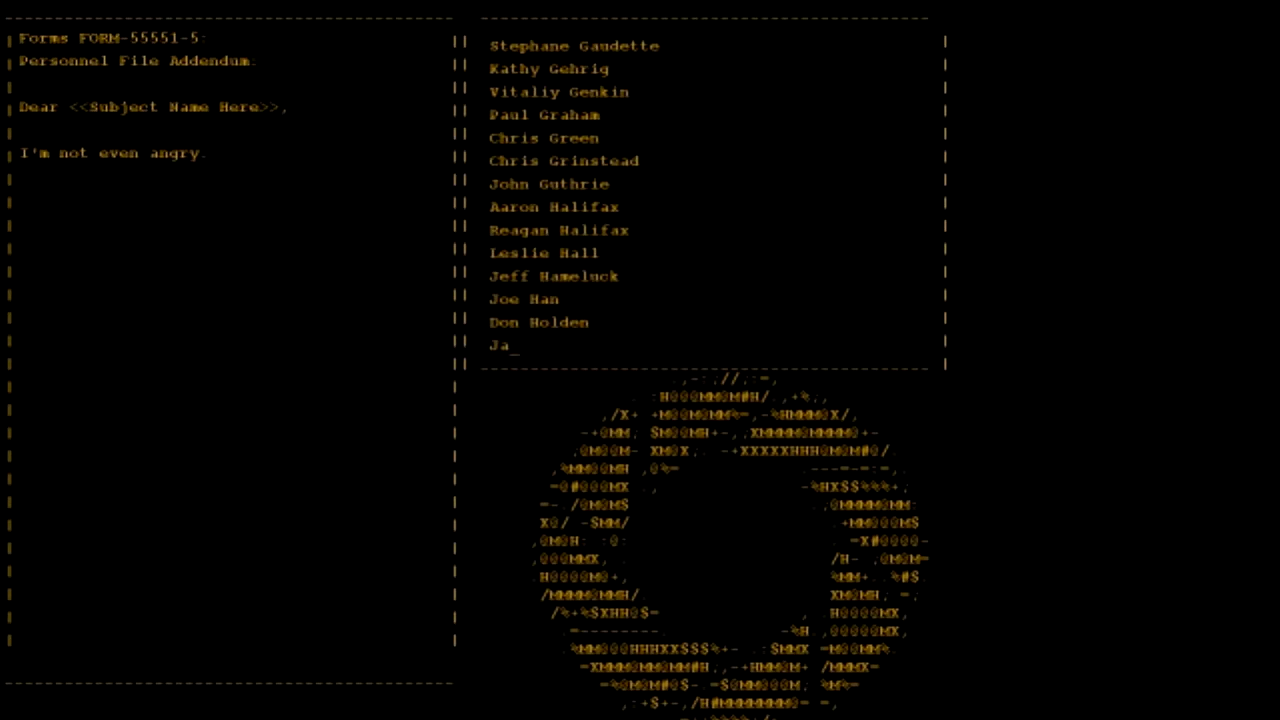 Forms FORM-55551-5:
Personnel File Addendum:
Dear <<Subject Name Here>>,
I'm not even angry.
Stephane Gaudette
Kathy Gehrig
Vitaliy Genkin
Paul Graham
Chris Green
Chris Grinstead
John Guthrie
Aaron Halifax
Reagan Halifax
Leslie Hall
Jeff Hameluck
Joe Han
Don Holden
Ja_